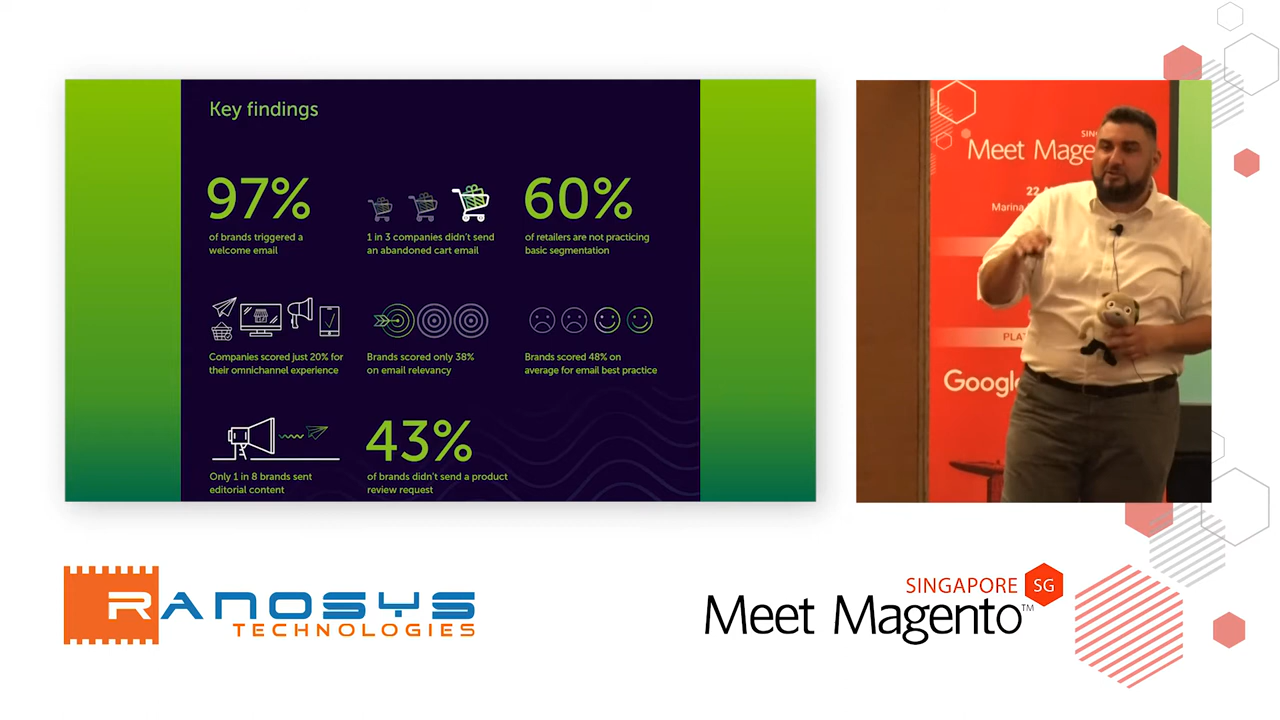 Key findings
97%
of brands triggered a
welcome email
1 in 3 companies didn't send
an abandoned cart email
60%
of retailers are not practicing
basic segmentation
Companies scored just 20% for
their omnichannel experience
Brands scored only 38%
on email relevancy
Brands scored 48% on
average for email best practice
Only 1 in 8 brands sent
editorial content
43%
of brands didn't send a product
review request
Meet
22
Marina
Google
RANOSYS
TECHNOLOGIES
SINGAPORE SG
Meet Magento™